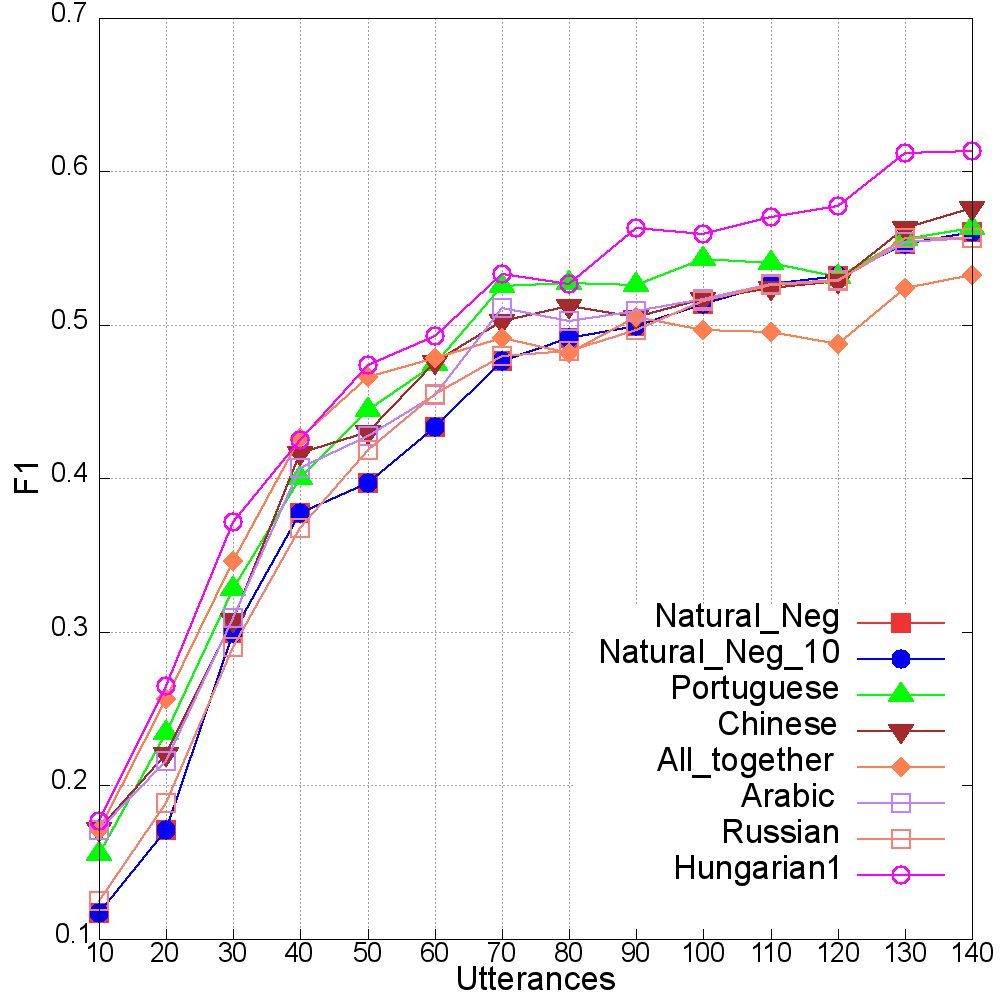 0.7
0.6
0.5
0.4
0.3
0.2
0.1
F1
Natural_Neg
Natural_Neg_10
Portuguese
Chinese
All_together
Arabic
Russian
Hungarian1
10 20 30 40 50 60 70 80 90 100 110 120 130 140
Utterances